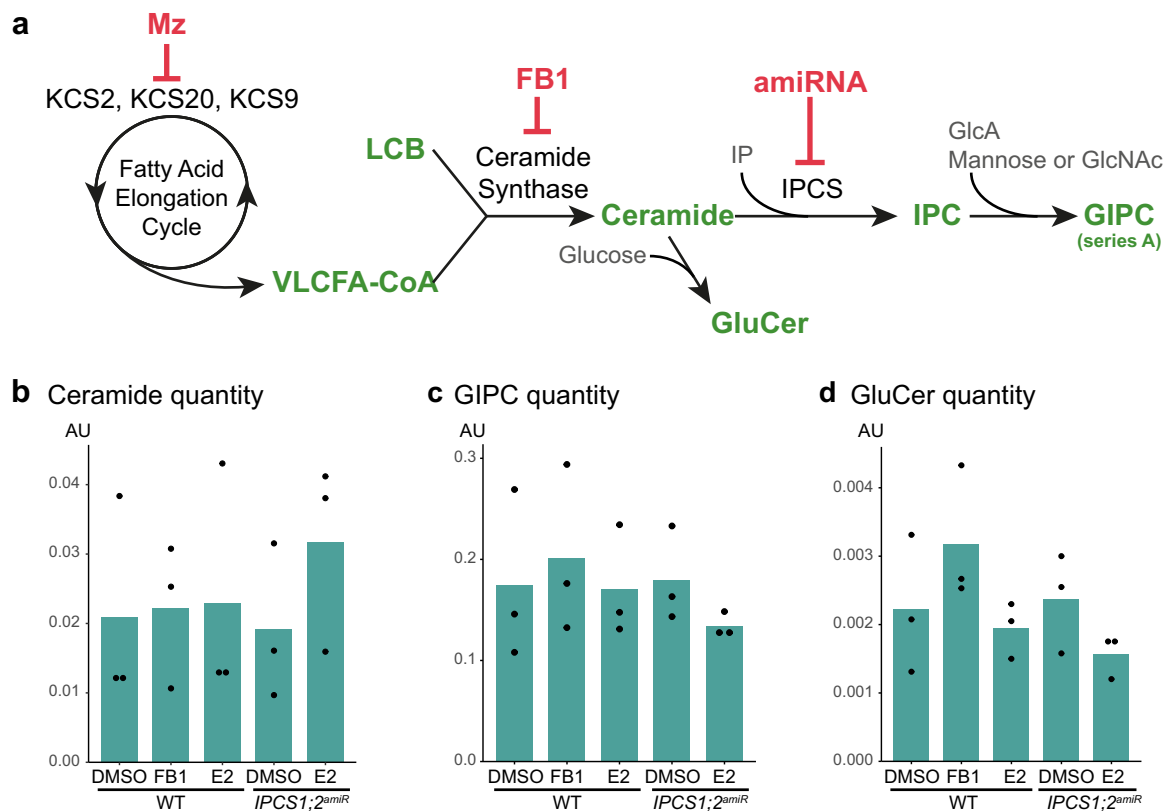 a
Mz
KCS2, KCS20, KCS9
Fatty Acid
Elongation
Cycle
VLCFA-CoA
LCB
FB1
Ceramide
Synthase
Ceramide
Glucose
GluCer
amiRNA
IP
IPCS
IPC
GlcA
Mannose or GlcNAc
GIPC
(series A)
b Ceramide quantity
AU
0.04
0.03
0.02
0.01
0.00
DMSO FB1 E2 DMSO E2
WT IPCS1;2amiR
c GIPC quantity
AU
0.3
0.2
0.1
0.0
DMSO FB1 E2 DMSO E2
WT IPCS1;2amiR
d GluCer quantity
AU
0.004
0.003
0.002
0.001
0.000
DMSO FB1 E2 DMSO E2
WT IPCS1;2amiR